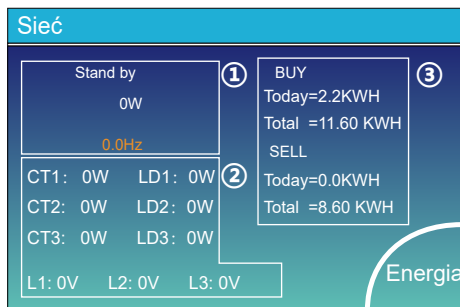 Sieć
Stand by
0W
0.0Hz
①
CT1: 0W LD1: 0W
CT2: 0W LD2: 0W
CT3: 0W LD3: 0W
L1: 0V L2: 0V L3: 0V
②
BUY
Today=2.2KWH
Total =11.60 KWH
SELL
Today=0.0KWH
Total =8.60 KWH
③
Energia